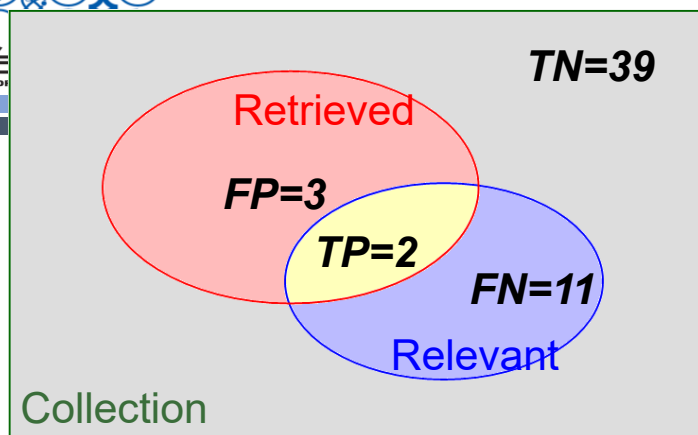 TN=39
Retrieved
FP=3
TP=2
FN=11
Relevant
Collection